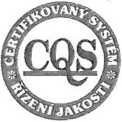 CERTIFIKOVANÝ SYSTÉM
CQS
ŘÍZENÍ JAKOSTI